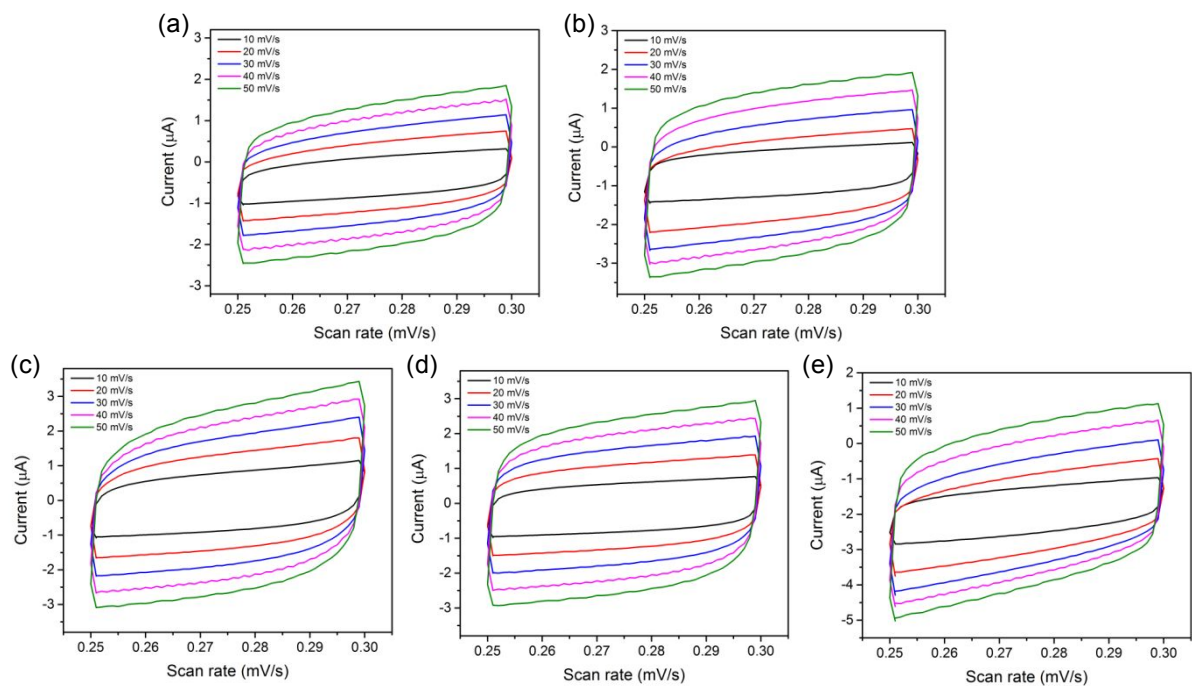 (a)
10 mV/s
20 mV/s
30 mV/s
40 mV/s
50 mV/s
3
2
1
0
-1
-2
-3
Current (µA)
0.25 0.26 0.27 0.28 0.29 0.30
Scan rate (mV/s)
(b)
10 mV/s
20 mV/s
30 mV/s
40 mV/s
50 mV/s
3
2
1
0
-1
-2
-3
-4
Current (µA)
0.25 0.26 0.27 0.28 0.29 0.30
Scan rate (mV/s)
(c)
10 mV/s
20 mV/s
30 mV/s
40 mV/s
50 mV/s
3
2
1
0
-1
-2
-3
Current (µA)
0.25 0.26 0.27 0.28 0.29 0.30
Scan rate (mV/s)
(d)
10 mV/s
20 mV/s
30 mV/s
40 mV/s
50 mV/s
3
2
1
0
-1
-2
-3
Current (µA)
0.25 0.26 0.27 0.28 0.29 0.30
Scan rate (mV/s)
(e)
10 mV/s
20 mV/s
30 mV/s
40 mV/s
50 mV/s
2
1
0
-1
-2
-3
-4
-5
Current (µA)
0.25 0.26 0.27 0.28 0.29 0.30
Scan rate (mV/s)